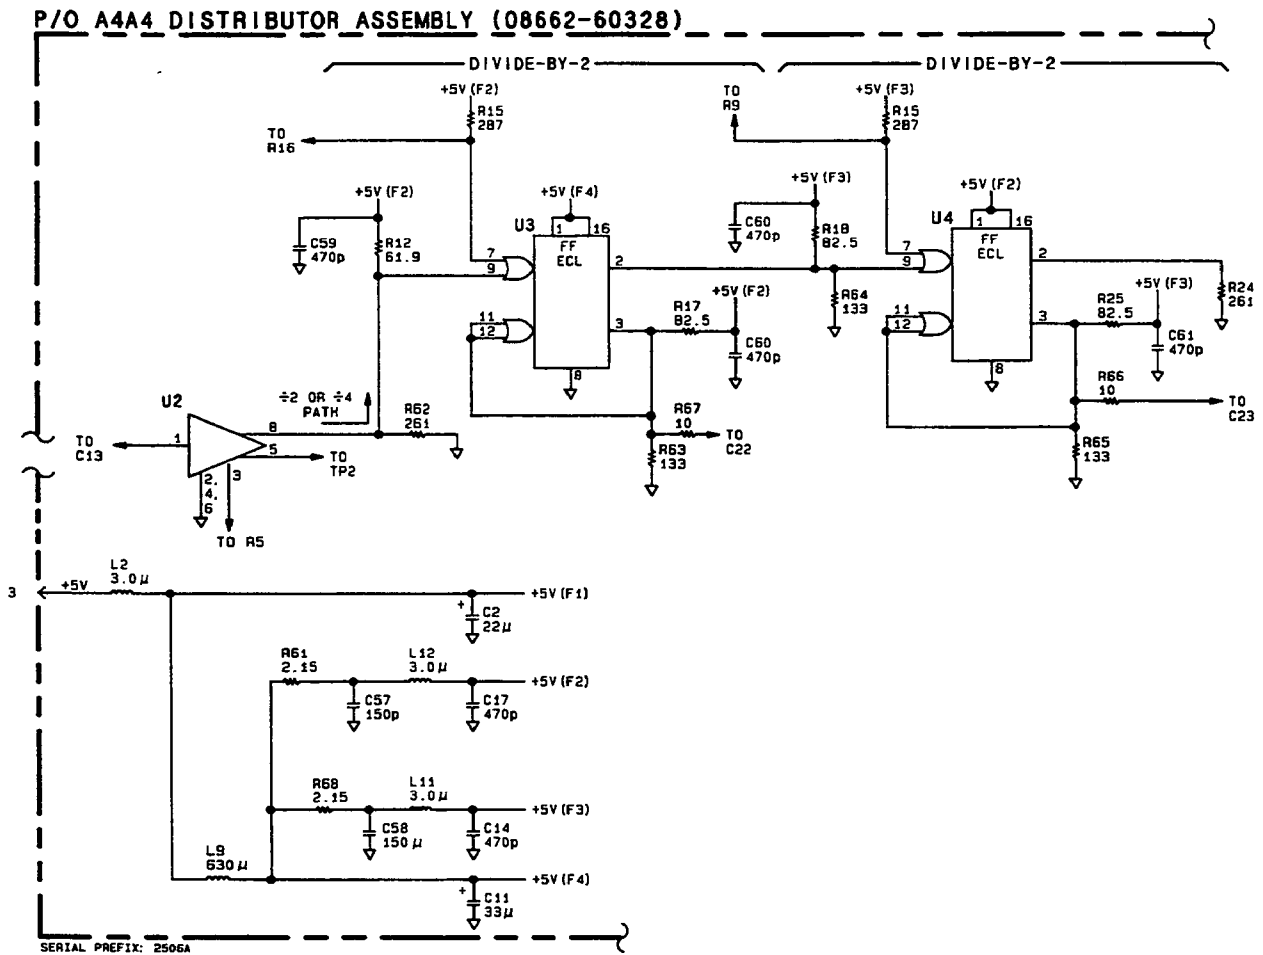 P/O A4A4 DISTRIBUTOR ASSEMBLY (08662-60328)
DIVIDE-BY-2
DIVIDE-BY-2
+5V (F2)
R15
287
TO
R16
TO
R9
+5V (F3)
R15
287
+5V (F2)
C59
470p
R12
61.9
+5V (F4)
U3
1
16
FF
ECL
7
9
2
11
12
3
8
+5V (F3)
C60
470p
R18
82.5
R64
133
+5V (F2)
R17
82.5
C60
470p
R67
10
TO
C22
R63
133
+5V (F2)
U4
1
16
FF
ECL
7
9
2
11
12
3
8
R24
261
+5V (F3)
R25
82.5
C61
470p
R66
10
TO
C23
R65
133
÷2 OR ÷4
PATH
U2
TO
C13
1
8
5
2.
4.
6
3
R62
261
TO
TP2
TO R5
3
+5V
L2
3.0µ
+5V (F1)
+
C2
22µ
R61
2.15
L12
3.0µ
+5V (F2)
C57
150p
C17
470p
R68
2.15
L11
3.0µ
+5V (F3)
C58
150µ
C14
470p
L9
630µ
+5V (F4)
+
C11
33µ
SERIAL PREFIX: 2506A